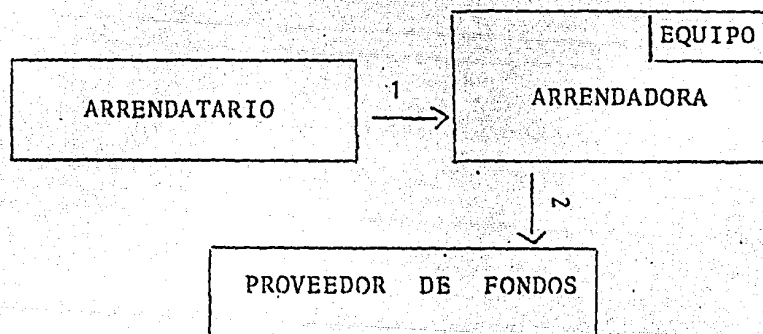 EQUIPO
ARRENDATARIO
1
ARRENDADORA
2
PROVEEDOR DE FONDOS